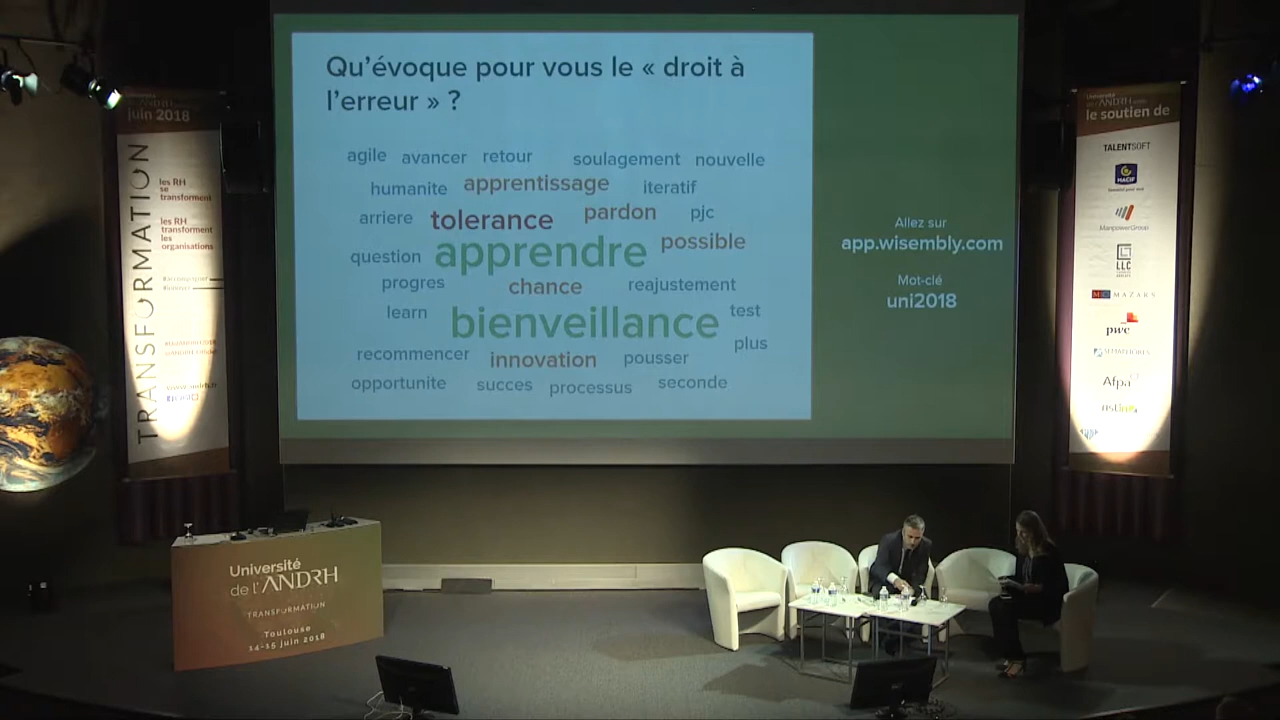 Qu'évoque pour vous le « droit à
l'erreur » ?
agile avancer retour soulagement nouvelle
humanite apprentissage iteratif
arriere tolerance pardon pjc
question apprendre possible
progres chance reajustement
learn bienveillance test
recommencer innovation pousser plus
opportunite succes processus seconde
Allez sur
app.wisembly.com
Mot-clé
uni2018
juin 2018
TRANSFORMATION
les RH
se
transforment
les RH
transforment
les
organisations
Université
le soutien de
TALENTSOFT
MACIF
ManpowerGroup
LLC
MAZARS
pwc
Afpa
Université
de l'ANDRH
TRANSFORMATION
Toulouse
14-15 juin 2018